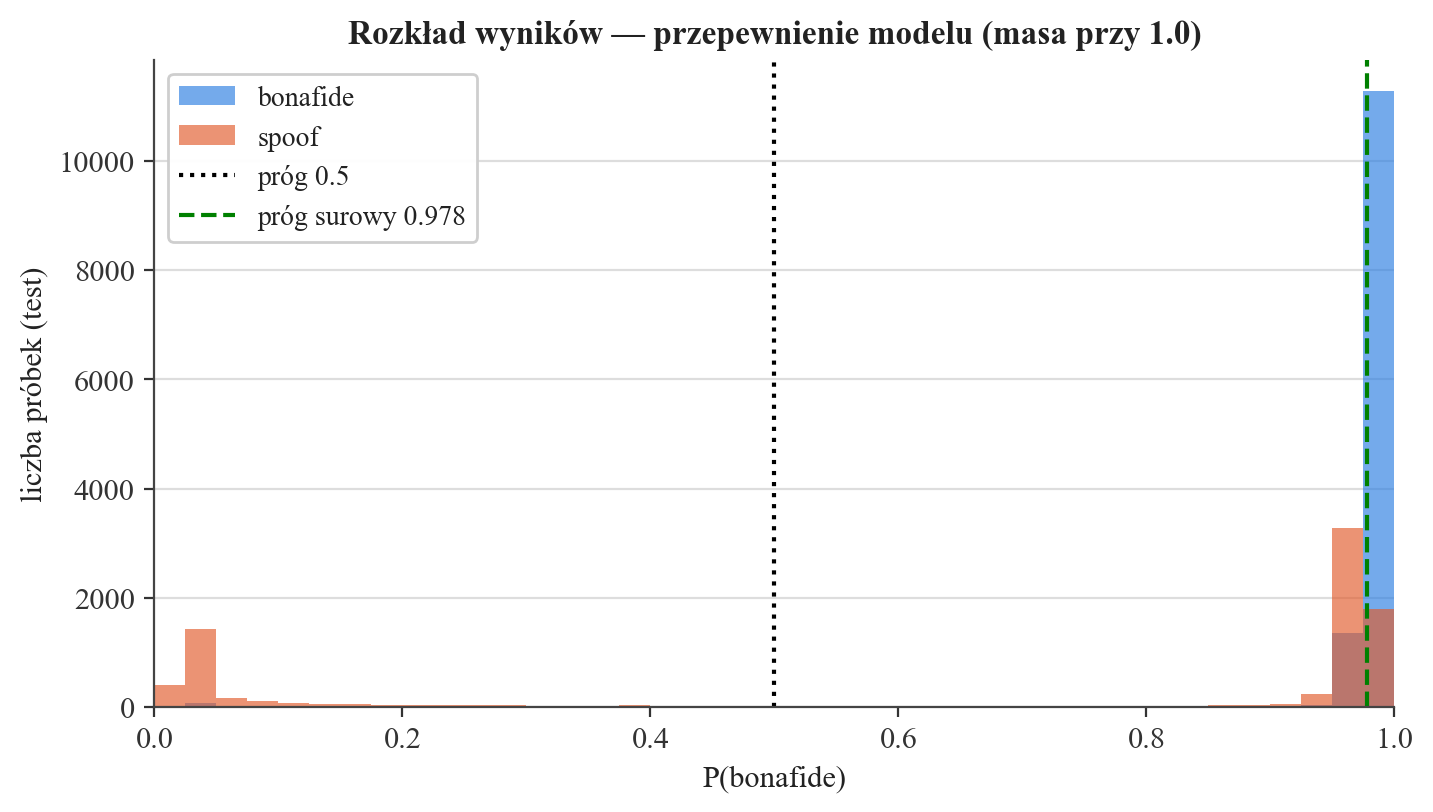 Rozkład wyników — przepewnienie modelu (masa przy 1.0)
bonafide
spoof
próg 0.5
próg surowy 0.978
liczba próbek (test)
10000
8000
6000
4000
2000
0
0.0 0.2 0.4 0.6 0.8 1.0
P(bonafide)